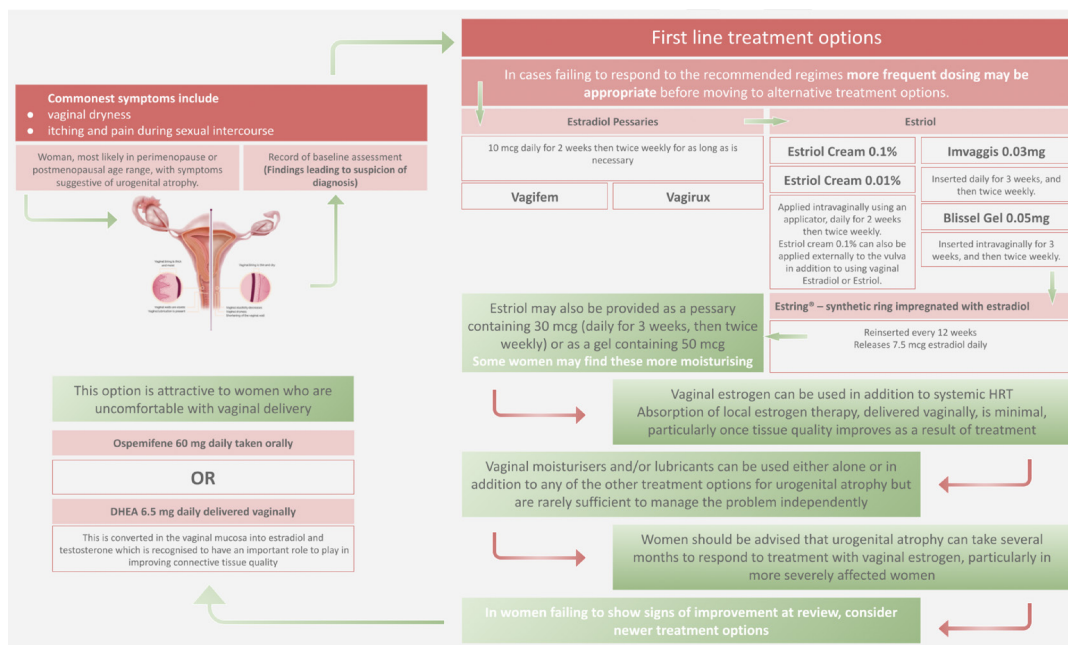 Commonest symptoms include
• vaginal dryness
• itching and pain during sexual intercourse
Woman, most likely in perimenopause or
postmenopausal age range, with symptoms
suggestive of urogenital atrophy.
Record of baseline assessment
(Findings leading to suspicion of
diagnosis)
First line treatment options
In cases failing to respond to the recommended regimes more frequent dosing may be
appropriate before moving to alternative treatment options.
Estradiol Pessaries
10 mcg daily for 2 weeks then twice weekly for as long as is
necessary
Vagifem
Vagirux
Estriol
Estriol Cream 0.1%
Estriol Cream 0.01%
Applied intravaginally using an
applicator, daily for 2 weeks
then twice weekly.
Estriol cream 0.1% can also be
applied externally to the vulva
in addition to using vaginal
Estradiol or Estriol.
Imvaggis 0.03mg
Inserted daily for 3 weeks, and
then twice weekly.
Blissel Gel 0.05mg
Inserted intravaginally for 3
weeks, and then twice weekly.
Estring® – synthetic ring impregnated with estradiol
Reinserted every 12 weeks
Releases 7.5 mcg estradiol daily
Estriol may also be provided as a pessary
containing 30 mcg (daily for 3 weeks, then twice
weekly) or as a gel containing 50 mcg
Some women may find these more moisturising
Vaginal estrogen can be used in addition to systemic HRT
Absorption of local estrogen therapy, delivered vaginally, is minimal,
particularly once tissue quality improves as a result of treatment
Vaginal moisturisers and/or lubricants can be used either alone or in
addition to any of the other treatment options for urogenital atrophy but
are rarely sufficient to manage the problem independently
Women should be advised that urogenital atrophy can take several
months to respond to treatment with vaginal estrogen, particularly in
more severely affected women
In women failing to show signs of improvement at review, consider
newer treatment options
This option is attractive to women who are
uncomfortable with vaginal delivery
Ospemifene 60 mg daily taken orally
OR
DHEA 6.5 mg daily delivered vaginally
This is converted in the vaginal mucosa into estradiol and
testosterone which is recognised to have an important role to play in
improving connective tissue quality